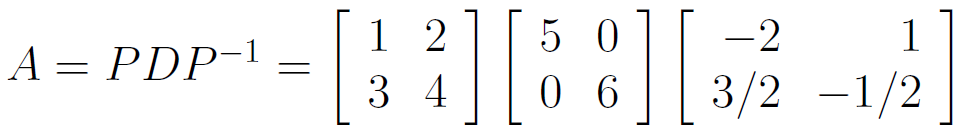 A = PDP⁻¹ = [ 1 2 ; 3 4 ] [ 5 0 ; 0 6 ] [ −2 1 ; 3/2 −1/2 ]